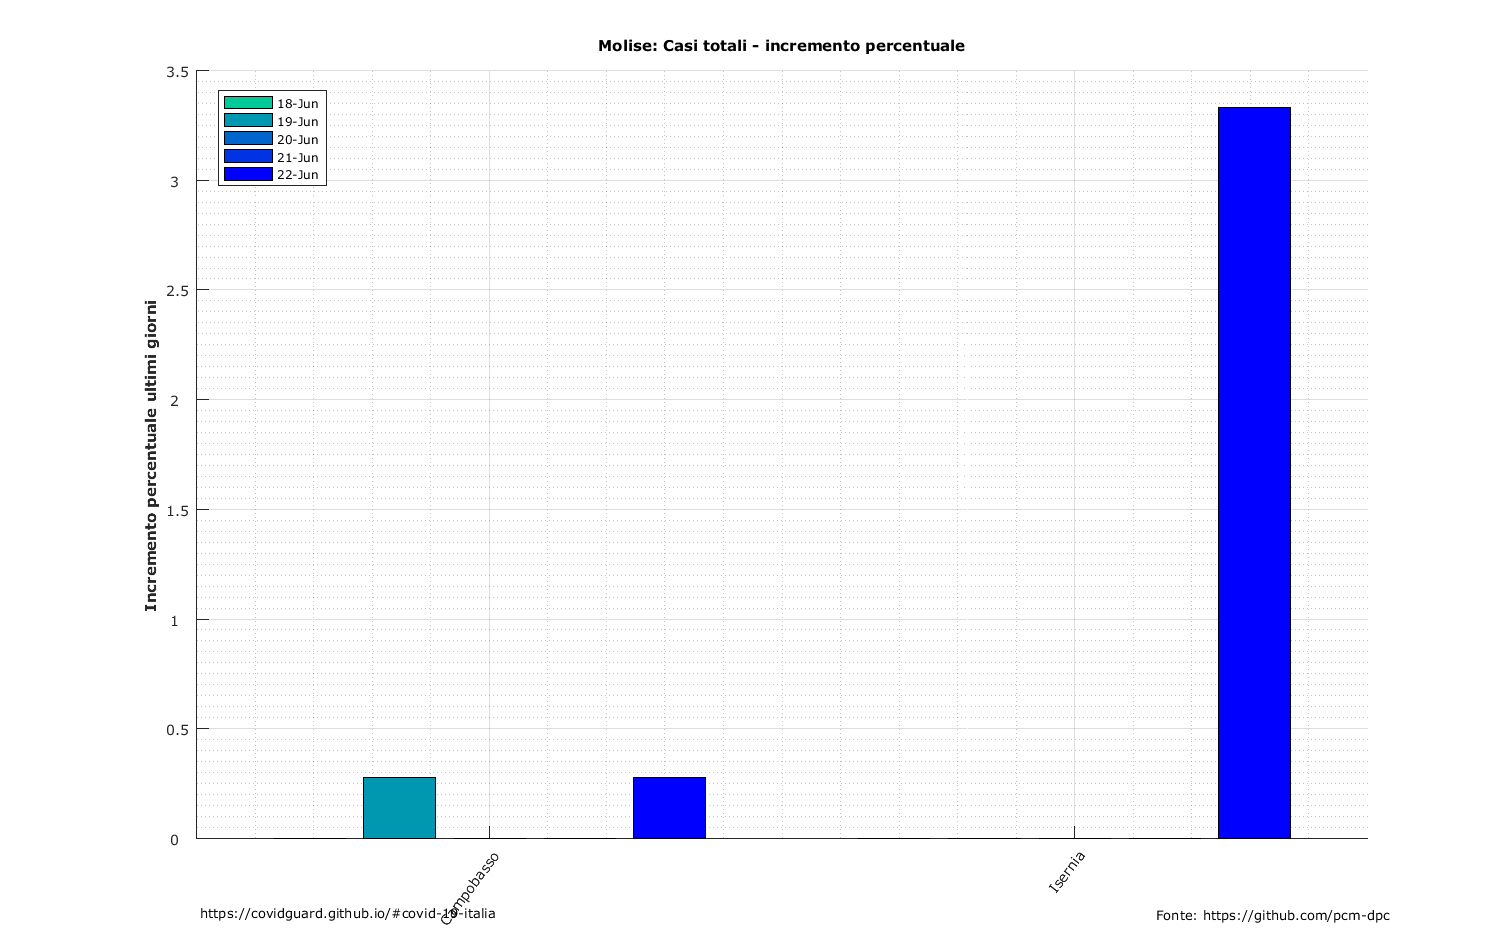 Molise: Casi totali - incremento percentuale
3.5
3
2.5
2
1.5
1
0.5
0
Incremento percentuale ultimi giorni
18-Jun
19-Jun
20-Jun
21-Jun
22-Jun
Campobasso
Isernia
https://covidguard.github.io/#covid-19-italia
Fonte: https://github.com/pcm-dpc